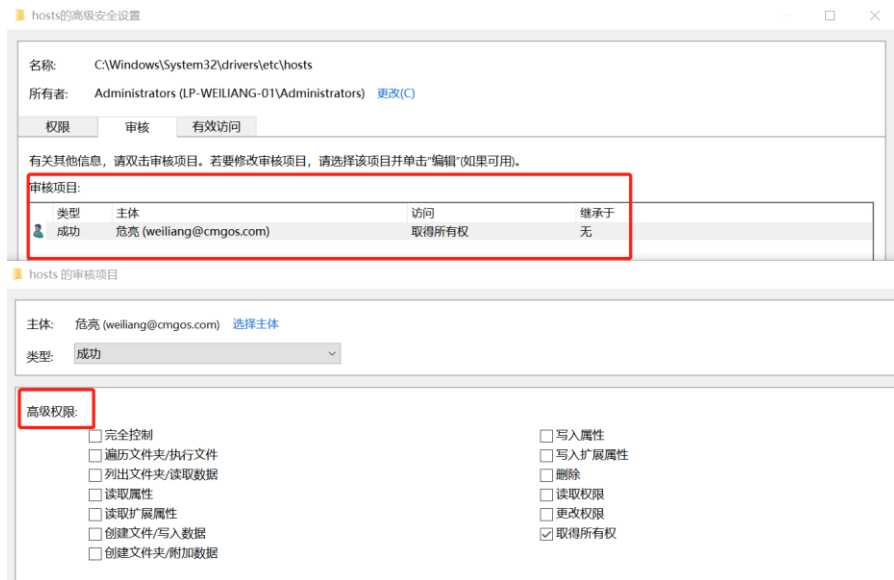 hosts的高级安全设置
名称: C:\Windows\System32\drivers\etc\hosts
所有者: Administrators (LP-WEILIANG-01\Administrators) 更改(C)
权限 审核 有效访问
有关其他信息，请双击审核项目。若要修改审核项目，请选择该项目并单击“编辑”(如果可用)。
审核项目:
类型 主体 访问 继承于
成功 危亮 (weiliang@cmgos.com) 取得所有权 无
hosts 的审核项目
主体: 危亮 (weiliang@cmgos.com) 选择主体
类型: 成功
高级权限:
完全控制 写入属性
遍历文件夹/执行文件 写入扩展属性
列出文件夹/读取数据 删除
读取属性 读取权限
读取扩展属性 更改权限
创建文件/写入数据 取得所有权
创建文件夹/附加数据